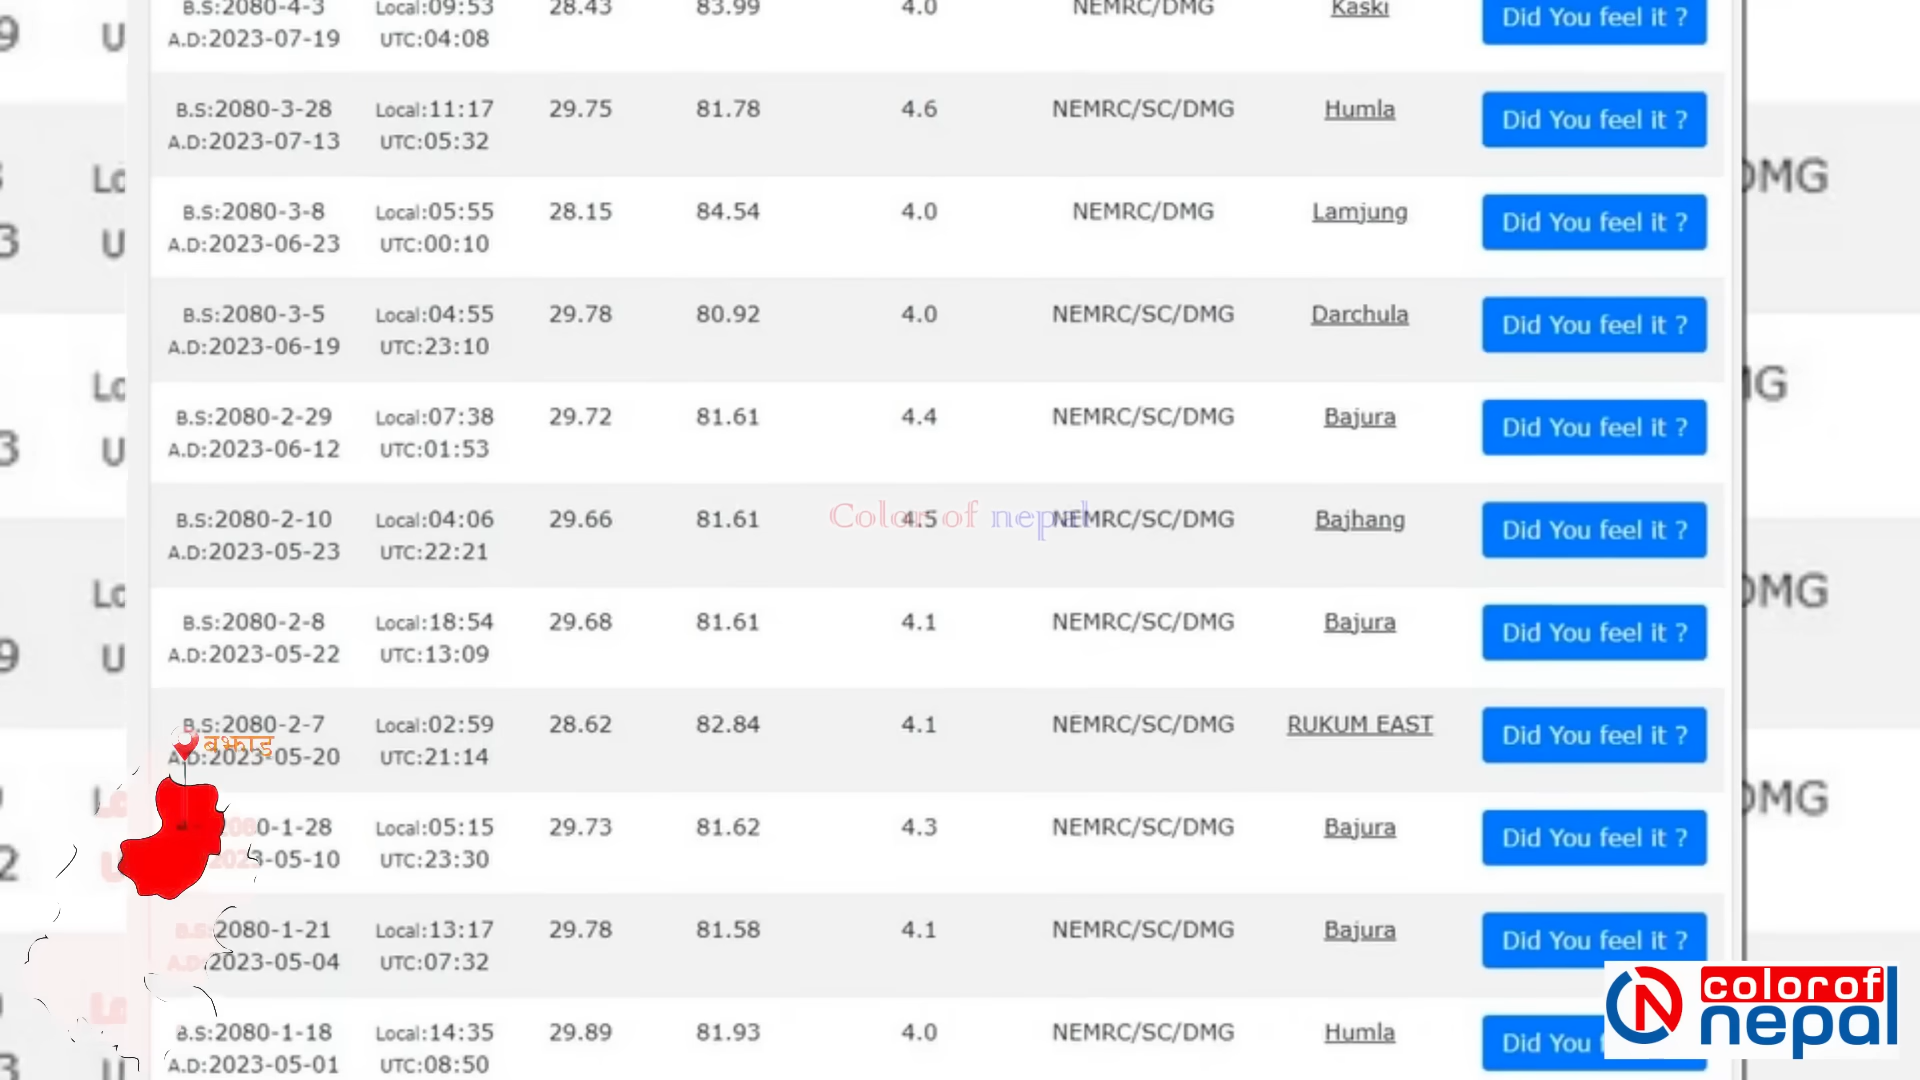 B.S:2080-4-3 Local:09:53 28.43 83.99 4.0 NEMRC/DMG Kaski Did You feel it ?
A.D:2023-07-19 UTC:04:08
B.S:2080-3-28 Local:11:17 29.75 81.78 4.6 NEMRC/SC/DMG Humla Did You feel it ?
A.D:2023-07-13 UTC:05:32
B.S:2080-3-8 Local:05:55 28.15 84.54 4.0 NEMRC/DMG Lamjung Did You feel it ?
A.D:2023-06-23 UTC:00:10
B.S:2080-3-5 Local:04:55 29.78 80.92 4.0 NEMRC/SC/DMG Darchula Did You feel it ?
A.D:2023-06-19 UTC:23:10
B.S:2080-2-29 Local:07:38 29.72 81.61 4.4 NEMRC/SC/DMG Bajura Did You feel it ?
A.D:2023-06-12 UTC:01:53
B.S:2080-2-10 Local:04:06 29.66 81.61 4.5 NEMRC/SC/DMG Bajhang Did You feel it ?
A.D:2023-05-23 UTC:22:21
Color of nepal
B.S:2080-2-8 Local:18:54 29.68 81.61 4.1 NEMRC/SC/DMG Bajura Did You feel it ?
A.D:2023-05-22 UTC:13:09
B.S:2080-2-7 Local:02:59 28.62 82.84 4.1 NEMRC/SC/DMG RUKUM EAST Did You feel it ?
A.D:2023-05-20 UTC:21:14
बझाङ
0-1-28 Local:05:15 29.73 81.62 4.3 NEMRC/SC/DMG Bajura Did You feel it ?
2023-05-10 UTC:23:30
B.S:2080-1-21 Local:13:17 29.78 81.58 4.1 NEMRC/SC/DMG Bajura Did You feel it ?
A.D:2023-05-04 UTC:07:32
B.S:2080-1-18 Local:14:35 29.89 81.93 4.0 NEMRC/SC/DMG Humla Did You
A.D:2023-05-01 UTC:08:50
colorof
nepal